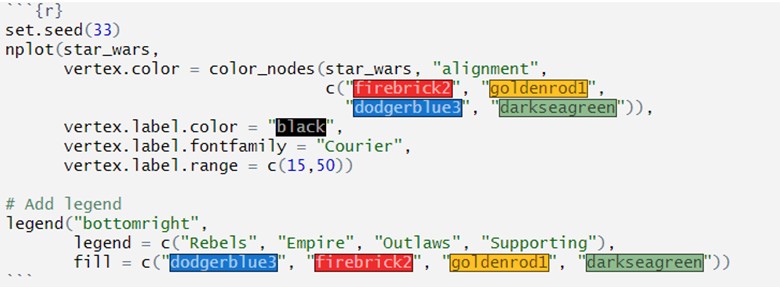 ```{r}
set.seed(33)
nplot(star_wars,
      vertex.color = color_nodes(star_wars, "alignment",
                                 c("firebrick2", "goldenrod1",
                                   "dodgerblue3", "darkseagreen")),
      vertex.label.color = "black",
      vertex.label.fontfamily = "Courier",
      vertex.label.range = c(15,50))

# Add legend
legend("bottomright",
       legend = c("Rebels", "Empire", "Outlaws", "Supporting"),
       fill = c("dodgerblue3", "firebrick2", "goldenrod1", "darkseagreen"))
```